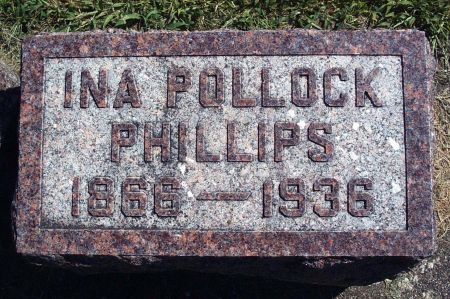 INA POLLOCK
PHILLIPS
1866 — 1936